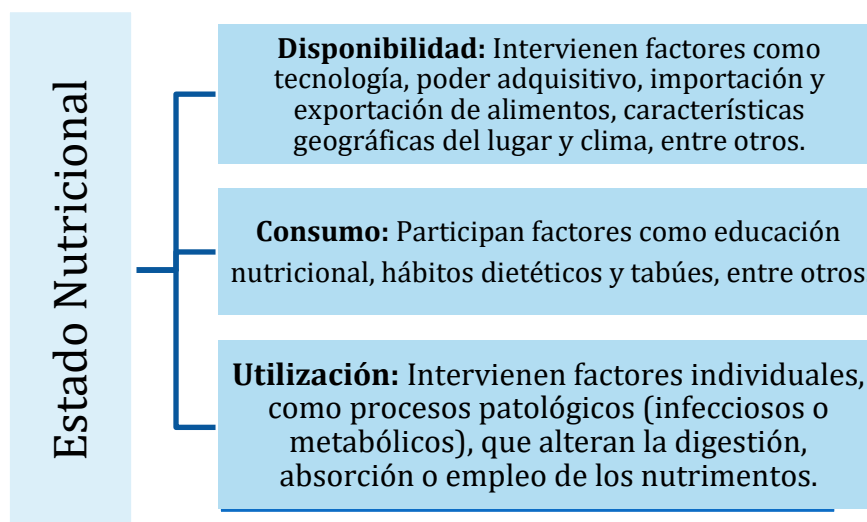 Estado Nutricional
Disponibilidad: Intervienen factores como
tecnología, poder adquisitivo, importación y
exportación de alimentos, características
geográficas del lugar y clima, entre otros.
Consumo: Participan factores como educación
nutricional, hábitos dietéticos y tabúes, entre otros
Utilización: Intervienen factores individuales,
como procesos patológicos (infecciosos o
metabólicos), que alteran la digestión,
absorción o empleo de los nutrimentos.